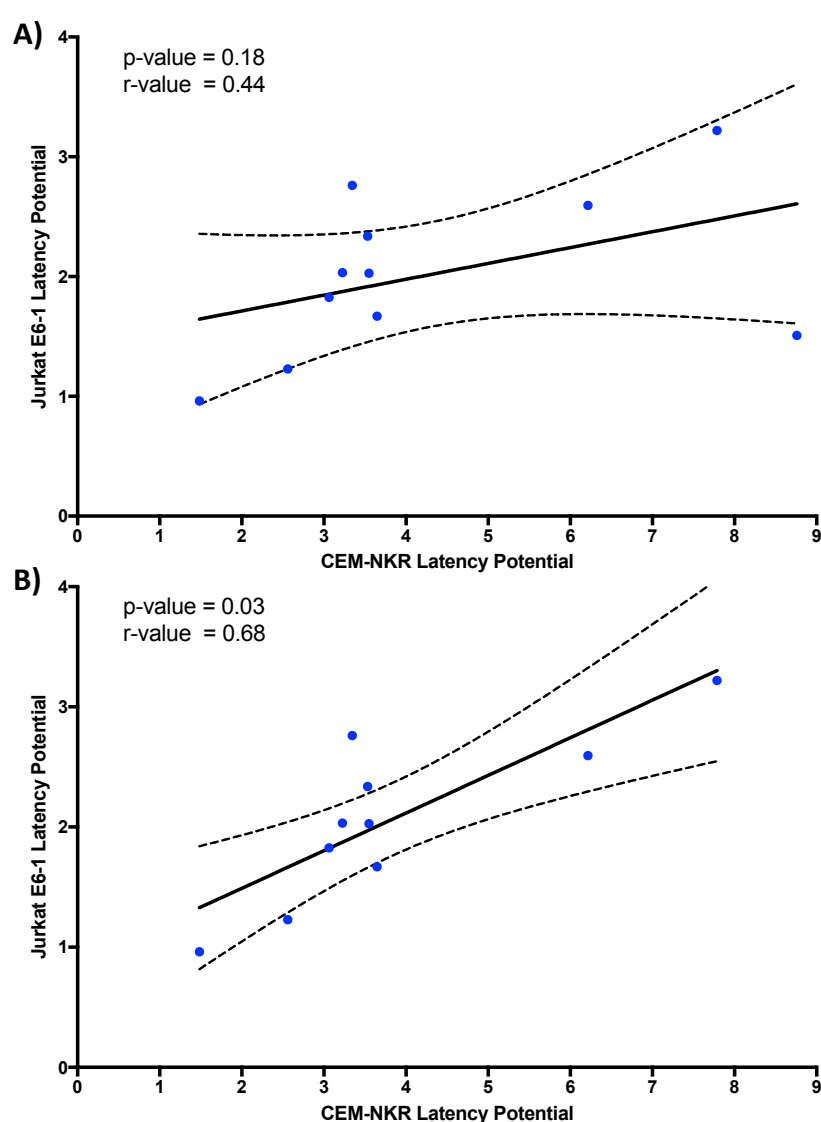 A)
p-value = 0.18
r-value = 0.44
Jurkat E6-1 Latency Potential
4
3
2
1
0
0 1 2 3 4 5 6 7 8 9
CEM-NKR Latency Potential
B)
p-value = 0.03
r-value = 0.68
Jurkat E6-1 Latency Potential
4
3
2
1
0
0 1 2 3 4 5 6 7 8 9
CEM-NKR Latency Potential